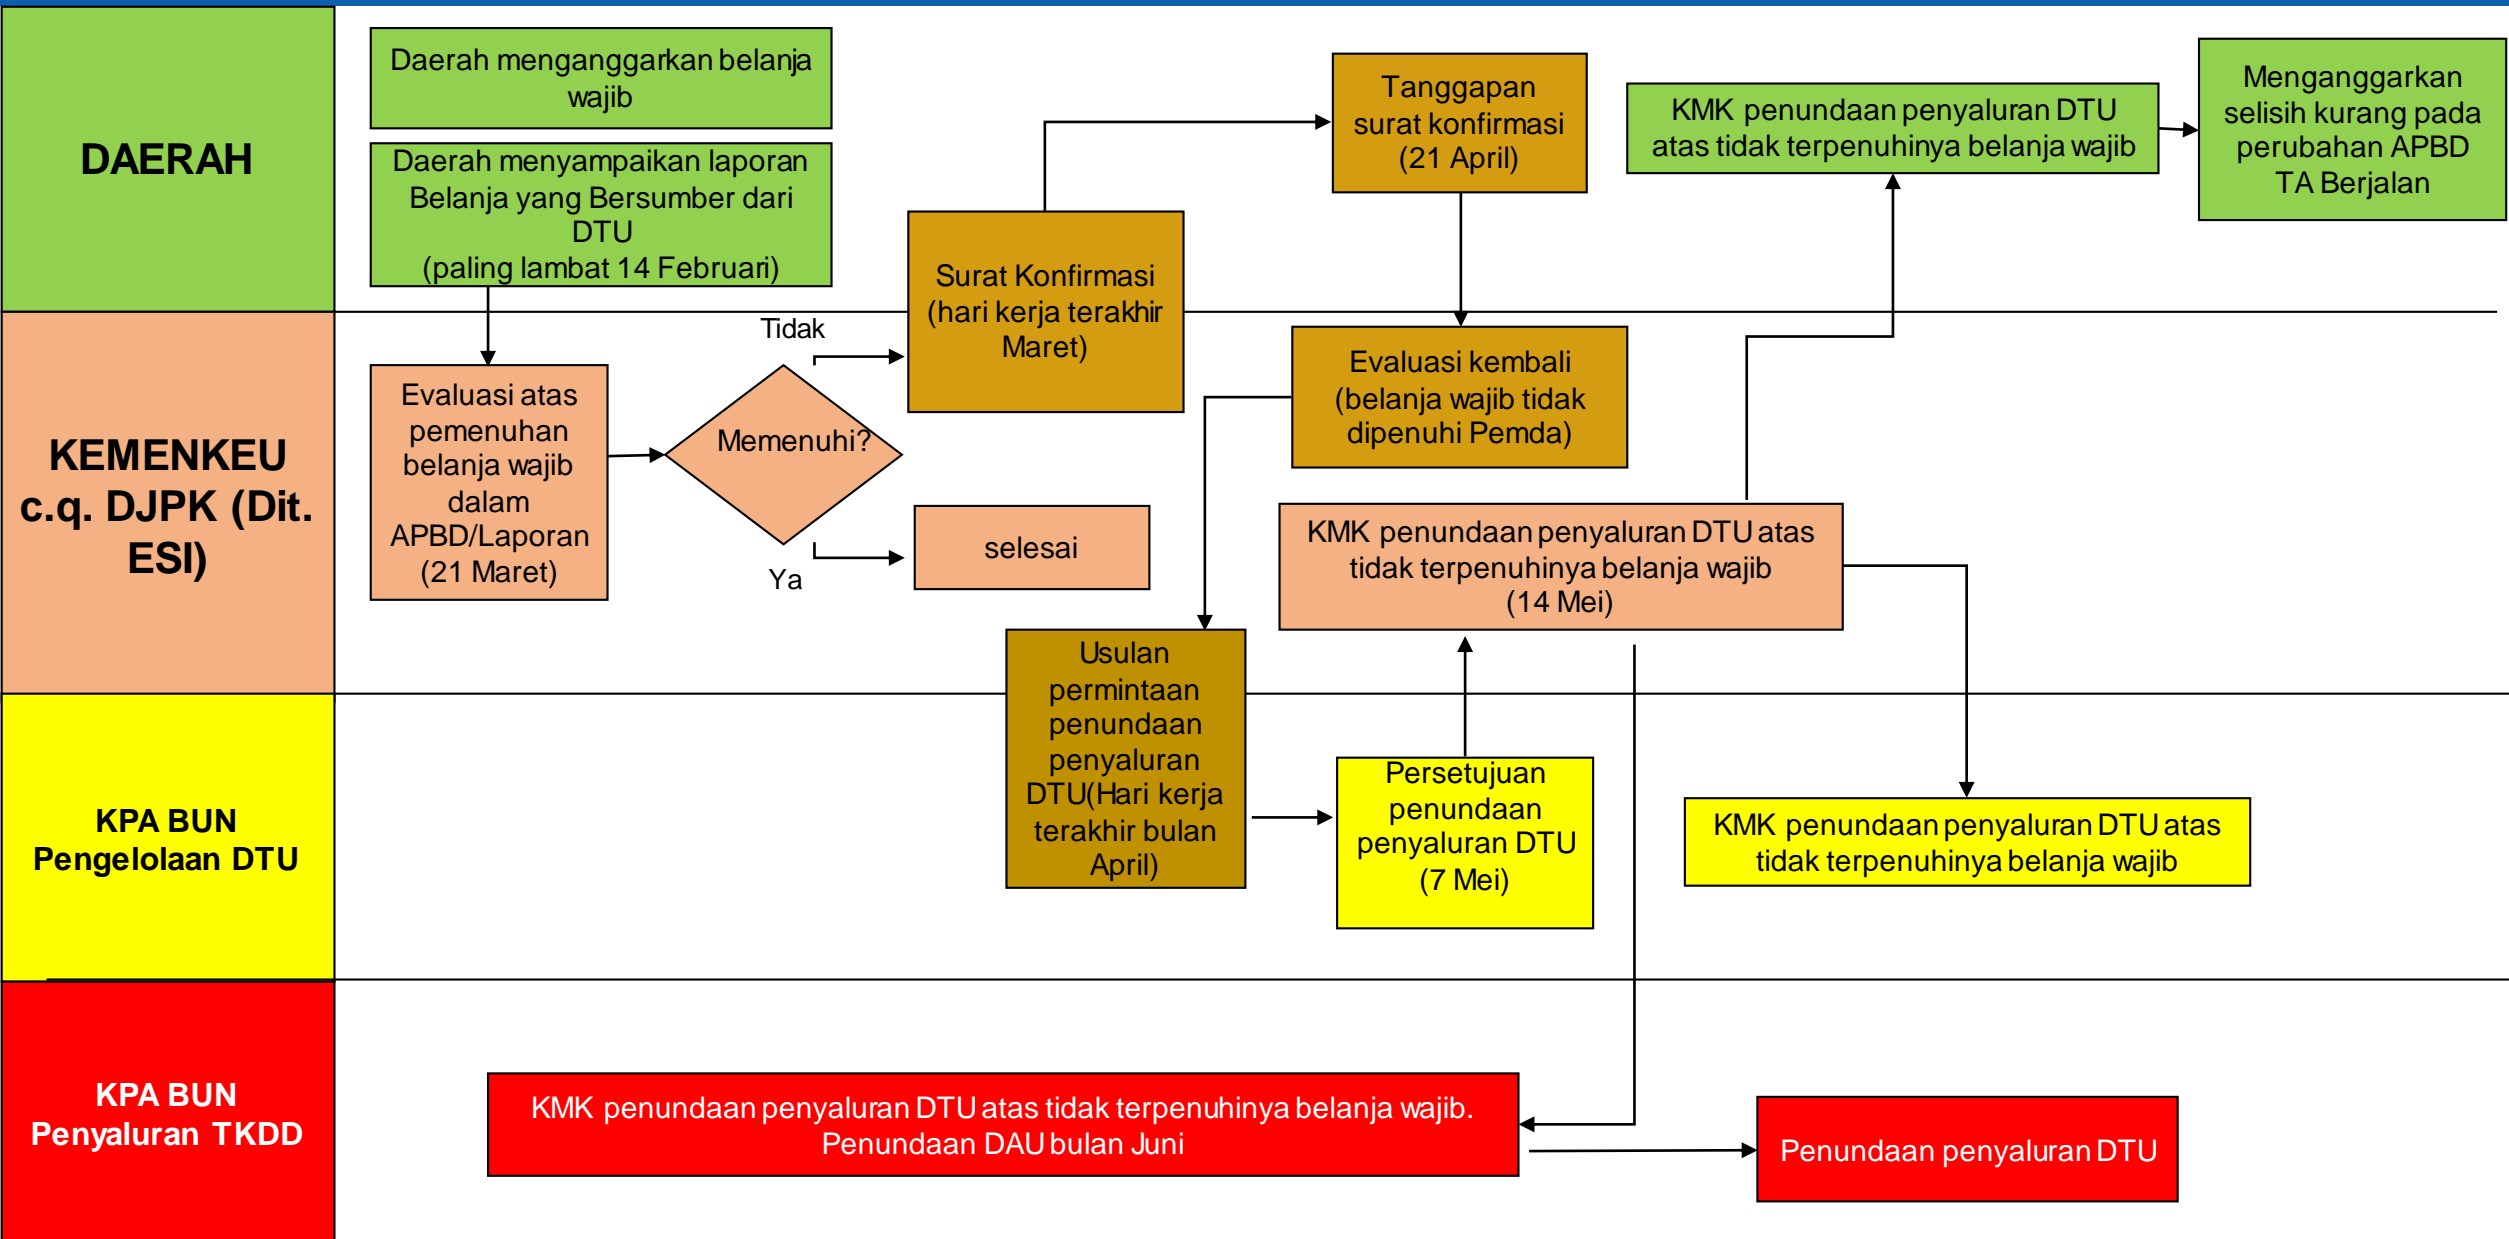 DAERAH
Daerah menganggarkan belanja
wajib
Daerah menyampaikan laporan
Belanja yang Bersumber dari
DTU
(paling lambat 14 Februari)
Surat Konfirmasi
(hari kerja terakhir
Maret)
Tanggapan
surat konfirmasi
(21 April)
KMK penundaan penyaluran DTU
atas tidak terpenuhinya belanja wajib
Menganggarkan
selisih kurang pada
perubahan APBD
TA Berjalan
KEMENKEU
c.q. DJPK (Dit.
ESI)
Evaluasi atas
pemenuhan
belanja wajib
dalam
APBD/Laporan
(21 Maret)
Tidak
Memenuhi?
Ya
selesai
Evaluasi kembali
(belanja wajib tidak
dipenuhi Pemda)
KMK penundaan penyaluran DTU atas
tidak terpenuhinya belanja wajib
(14 Mei)
KPA BUN
Pengelolaan DTU
Usulan
permintaan
penundaan
penyaluran
DTU(Hari kerja
terakhir bulan
April)
Persetujuan
penundaan
penyaluran DTU
(7 Mei)
KMK penundaan penyaluran DTU atas
tidak terpenuhinya belanja wajib
KPA BUN
Penyaluran TKDD
KMK penundaan penyaluran DTU atas tidak terpenuhinya belanja wajib.
Penundaan DAU bulan Juni
Penundaan penyaluran DTU